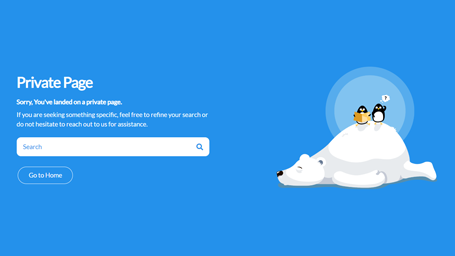 Private Page
Sorry, You've landed on a private page.
If you are seeking something specific, feel free to refine your search or
do not hesitate to reach out to us for assistance.
Search
Go to Home
?